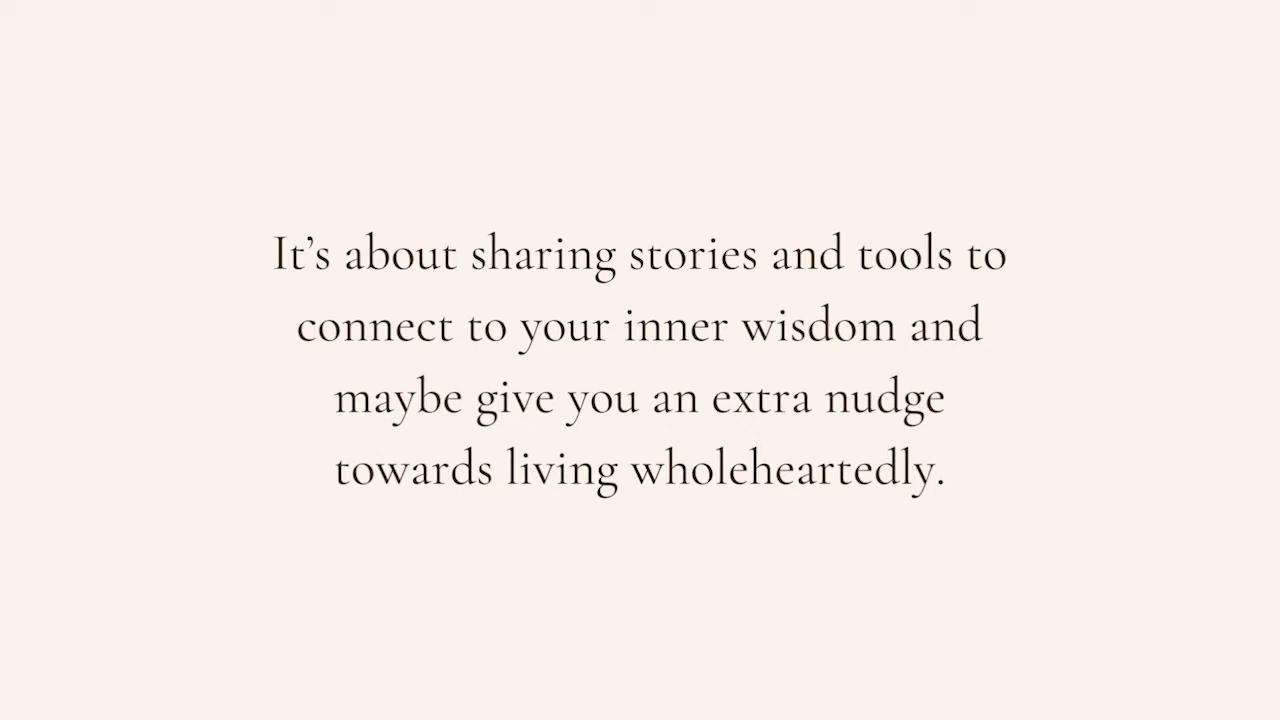 It’s about sharing stories and tools to
connect to your inner wisdom and
maybe give you an extra nudge
towards living wholeheartedly.